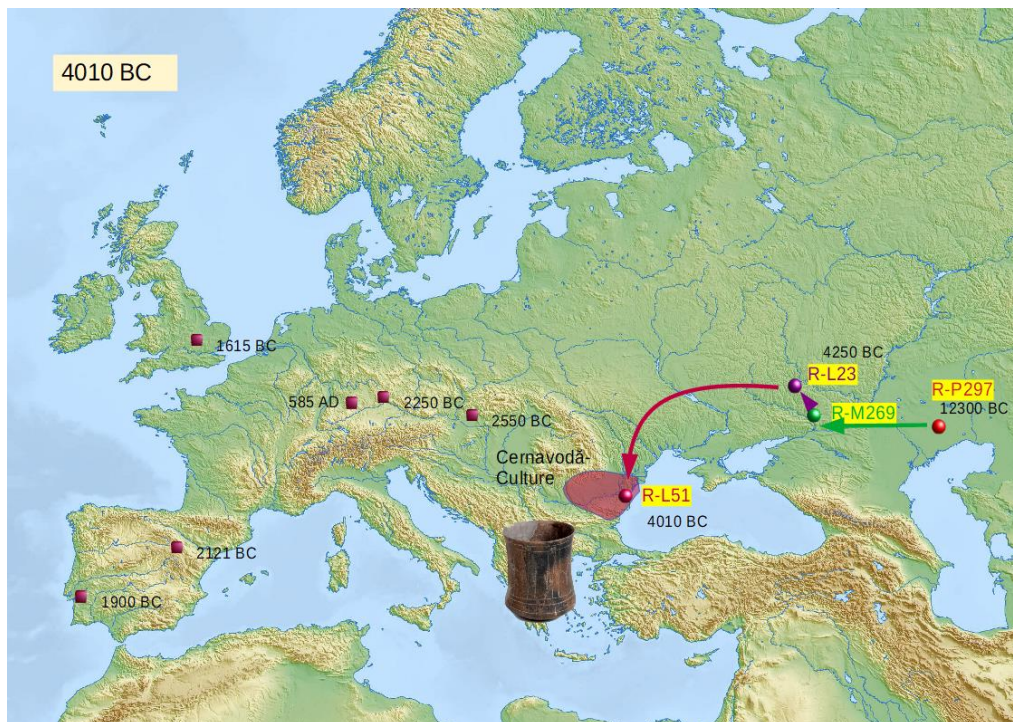 4010 BC
1615 BC
4250 BC
R-L23
R-P297
585 AD
2250 BC
2550 BC
R-M269
12300 BC
Cernavodă-
Culture
R-L51
4010 BC
2121 BC
1900 BC